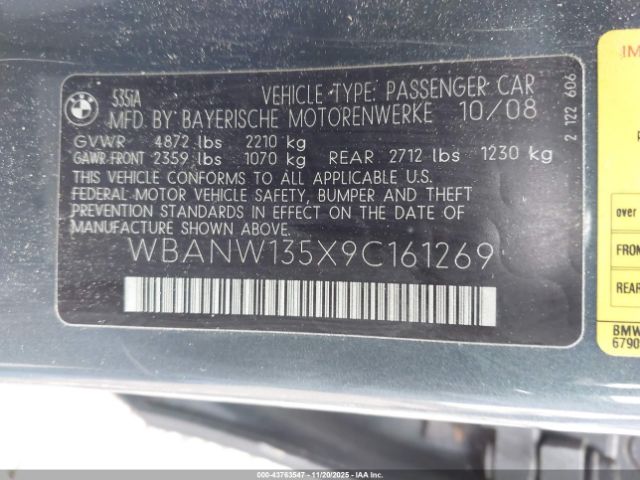 BMW
535iA
VEHICLE TYPE: PASSENGER CAR
MFD BY BAYERISCHE MOTORENWERKE 10/08
GVWR 4872 lbs 2210 kg
GAWR-FRONT 2359 lbs 1070 kg REAR 2712 lbs 1230 kg
THIS VEHICLE CONFORMS TO ALL APPLICABLE U.S.
FEDERAL MOTOR VEHICLE SAFETY, BUMPER AND THEFT
PREVENTION STANDARDS IN EFFECT ON THE DATE OF
MANUFACTURE SHOWN ABOVE.
WBANW135X9C161269
2 122 606
over
FRON
REAR
BMW
6790
000-43763547 - 11/20/2025 - IAAI.COM